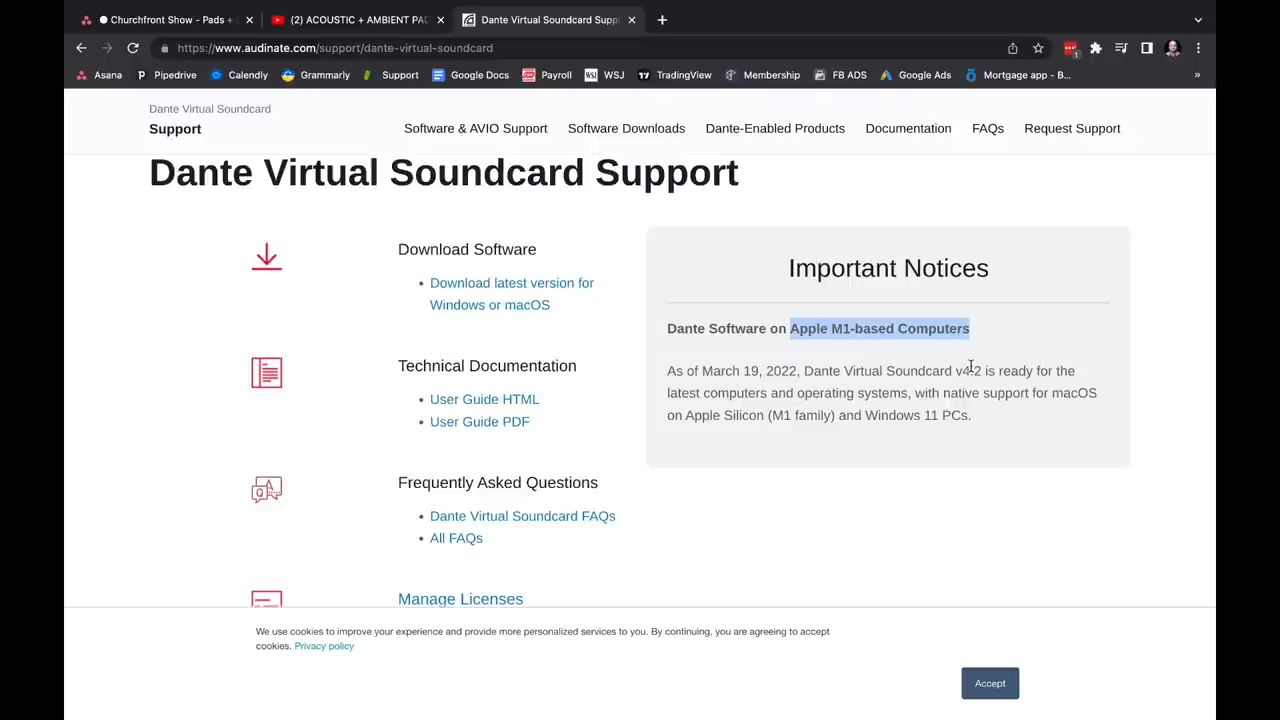 Churchfront Show - Pads +
(2) ACOUSTIC + AMBIENT PAD
Dante Virtual Soundcard Supp
https://www.audinate.com/support/dante-virtual-soundcard
1
Asana
Pipedrive
Calendly
Grammarly
Support
Google Docs
Payroll
WSJ WSJ
TradingView
Membership
FB ADS
Google Ads
Mortgage app - B...
»
Dante Virtual Soundcard
Support
Software & AVIO Support
Software Downloads
Dante-Enabled Products
Documentation
FAQs
Request Support
Dante Virtual Soundcard Support
Download Software
• Download latest version for
Windows or macOS
Technical Documentation
• User Guide HTML
• User Guide PDF
Frequently Asked Questions
• Dante Virtual Soundcard FAQs
• All FAQs
Manage Licenses
Important Notices
Dante Software on Apple M1-based Computers
As of March 19, 2022, Dante Virtual Soundcard v4.2 is ready for the
latest computers and operating systems, with native support for macOS
on Apple Silicon (M1 family) and Windows 11 PCs.
We use cookies to improve your experience and provide more personalized services to you. By continuing, you are agreeing to accept
cookies. Privacy policy
Accept